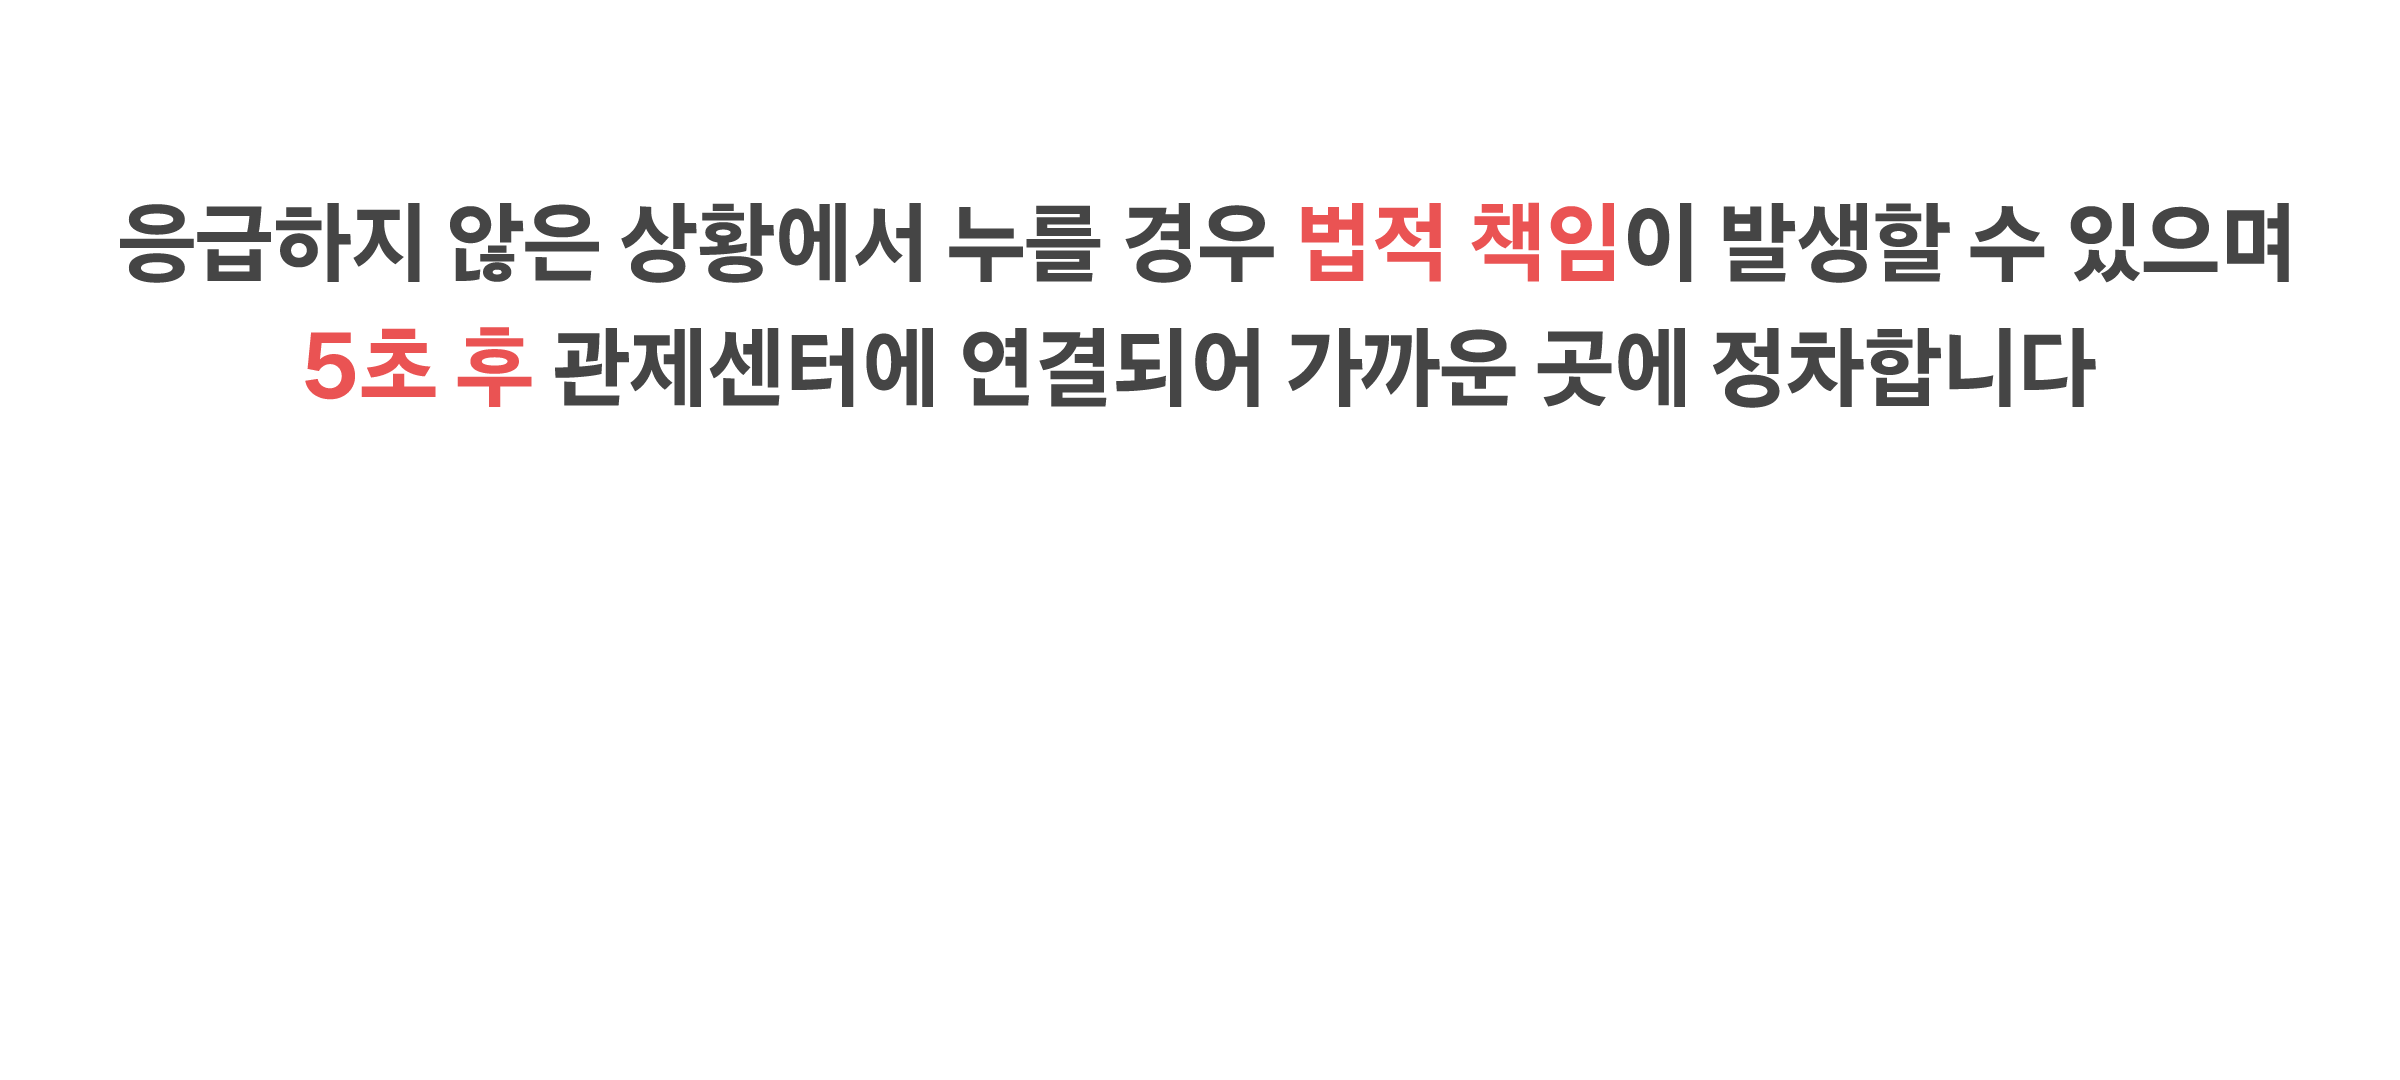 응급하지 않은 상황에서 누를 경우 법적 책임이 발생할 수 있으며
5초 후 관제센터에 연결되어 가까운 곳에 정차합니다